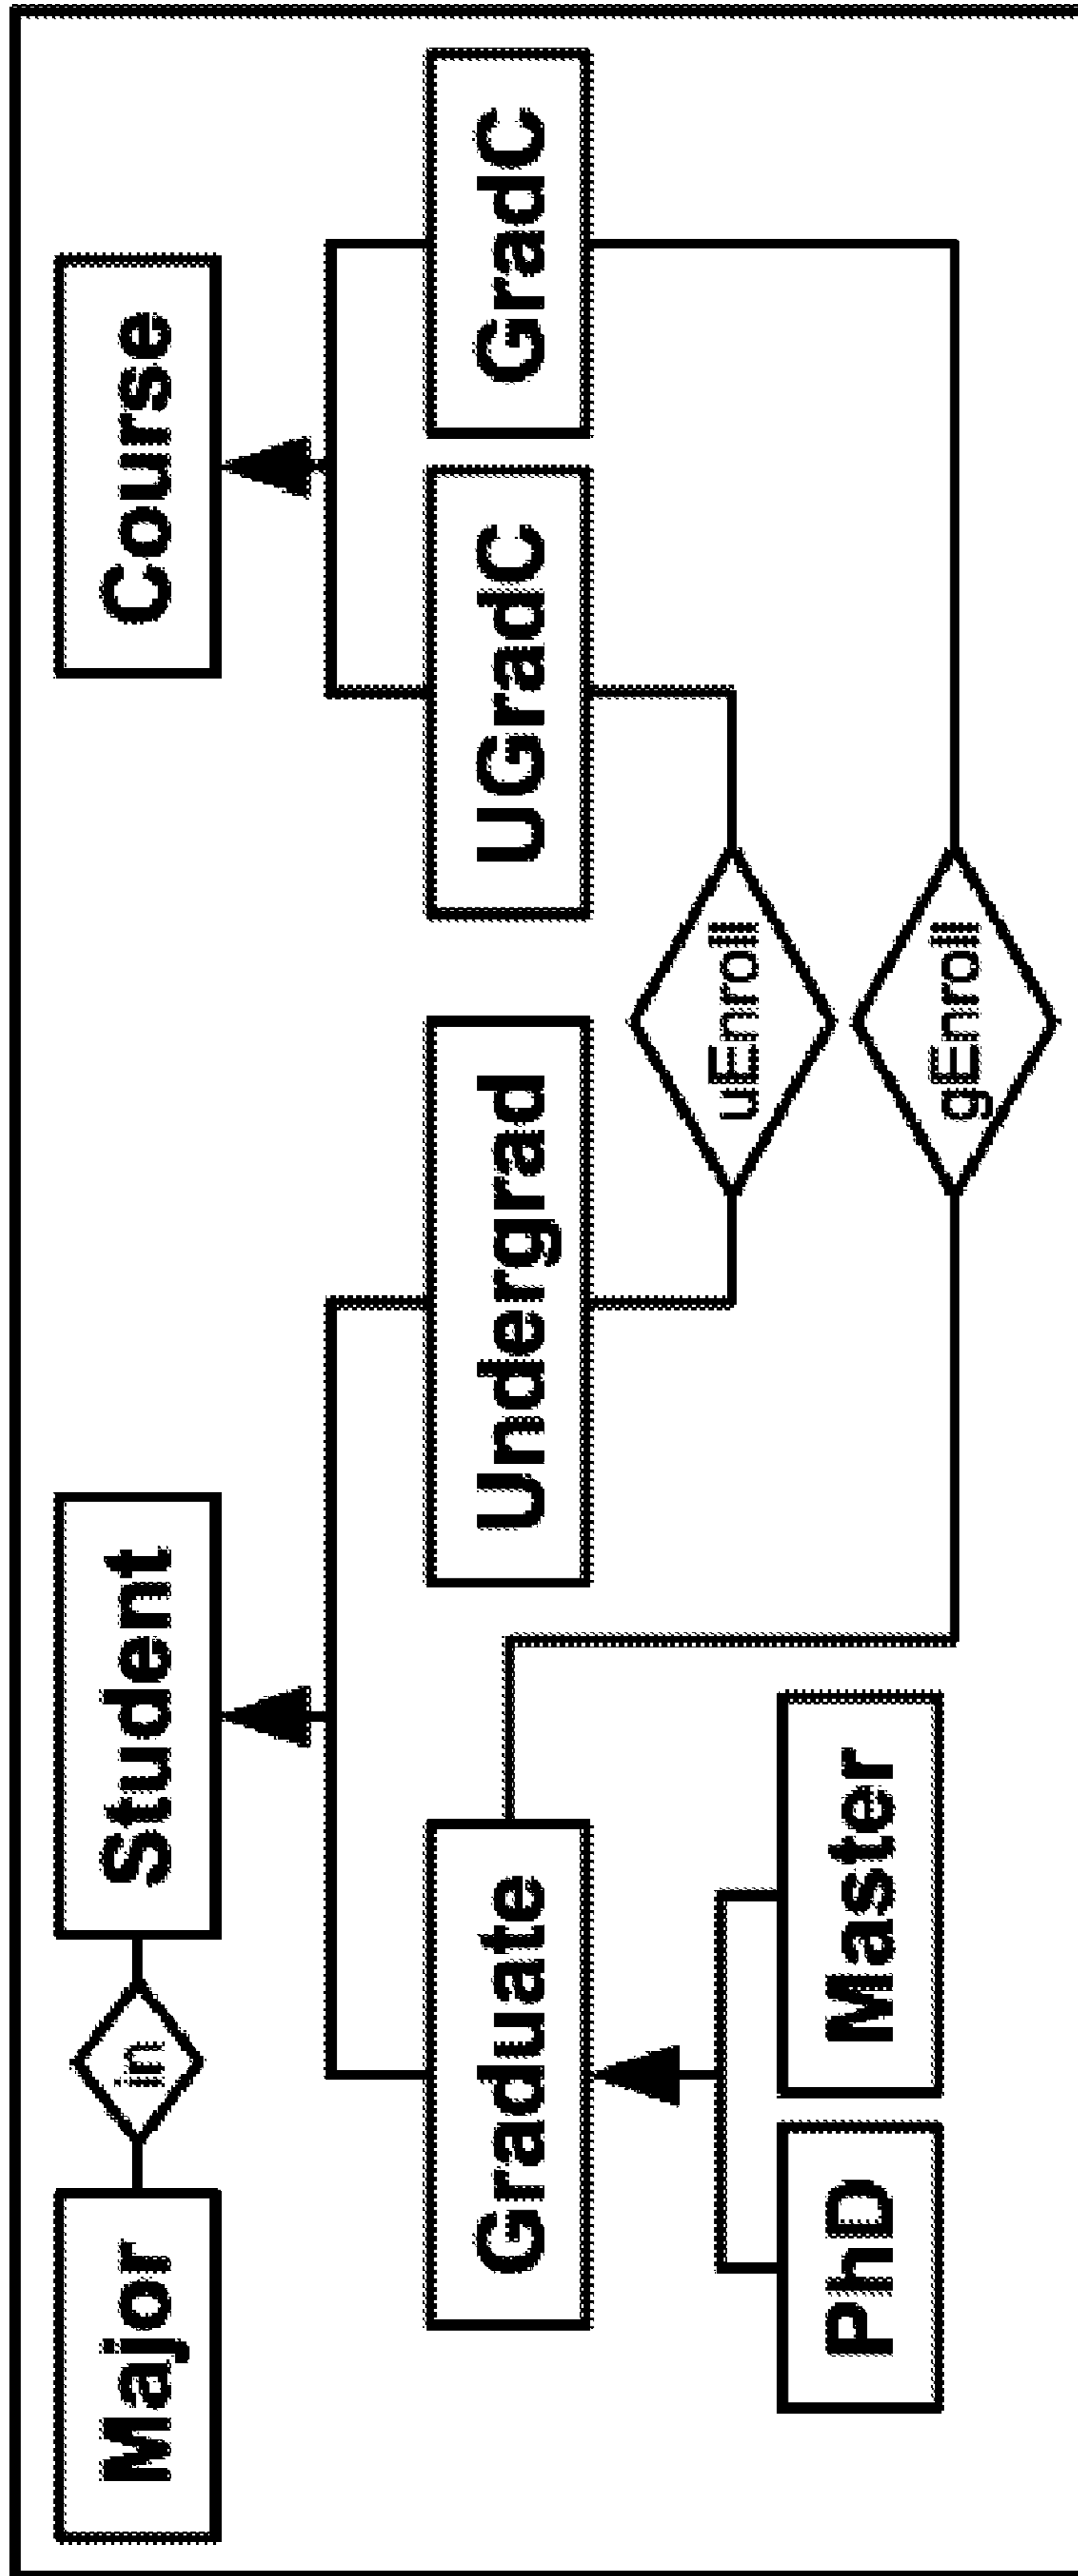 Major
in
Student
Course
Graduate
Undergrad
UGradC
GradC
uEnroll
PhD
Master
gEnroll